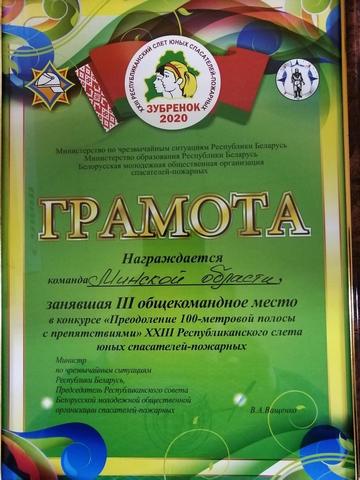 XXIII РЕСПУБЛИКАНСКИЙ СЛЕТ ЮНЫХ СПАСАТЕЛЕЙ-ПОЖАРНЫХ
ЗУБРЕНОК
2020
Министерство по чрезвычайным ситуациям Республики Беларусь
Министерство образования Республики Беларусь
Белорусская молодежная общественная организация
спасателей-пожарных
ГРАМОТА
Награждается
команда Минской области,
занявшая III общекомандное место
в конкурсе «Преодоление 100-метровой полосы
с препятствиями» XXIII Республиканского слета
юных спасателей-пожарных
Министр
по чрезвычайным ситуациям
Республики Беларусь,
Председатель Республиканского совета
Белорусской молодежной общественной
организации спасателей-пожарных В.А.Ващенко